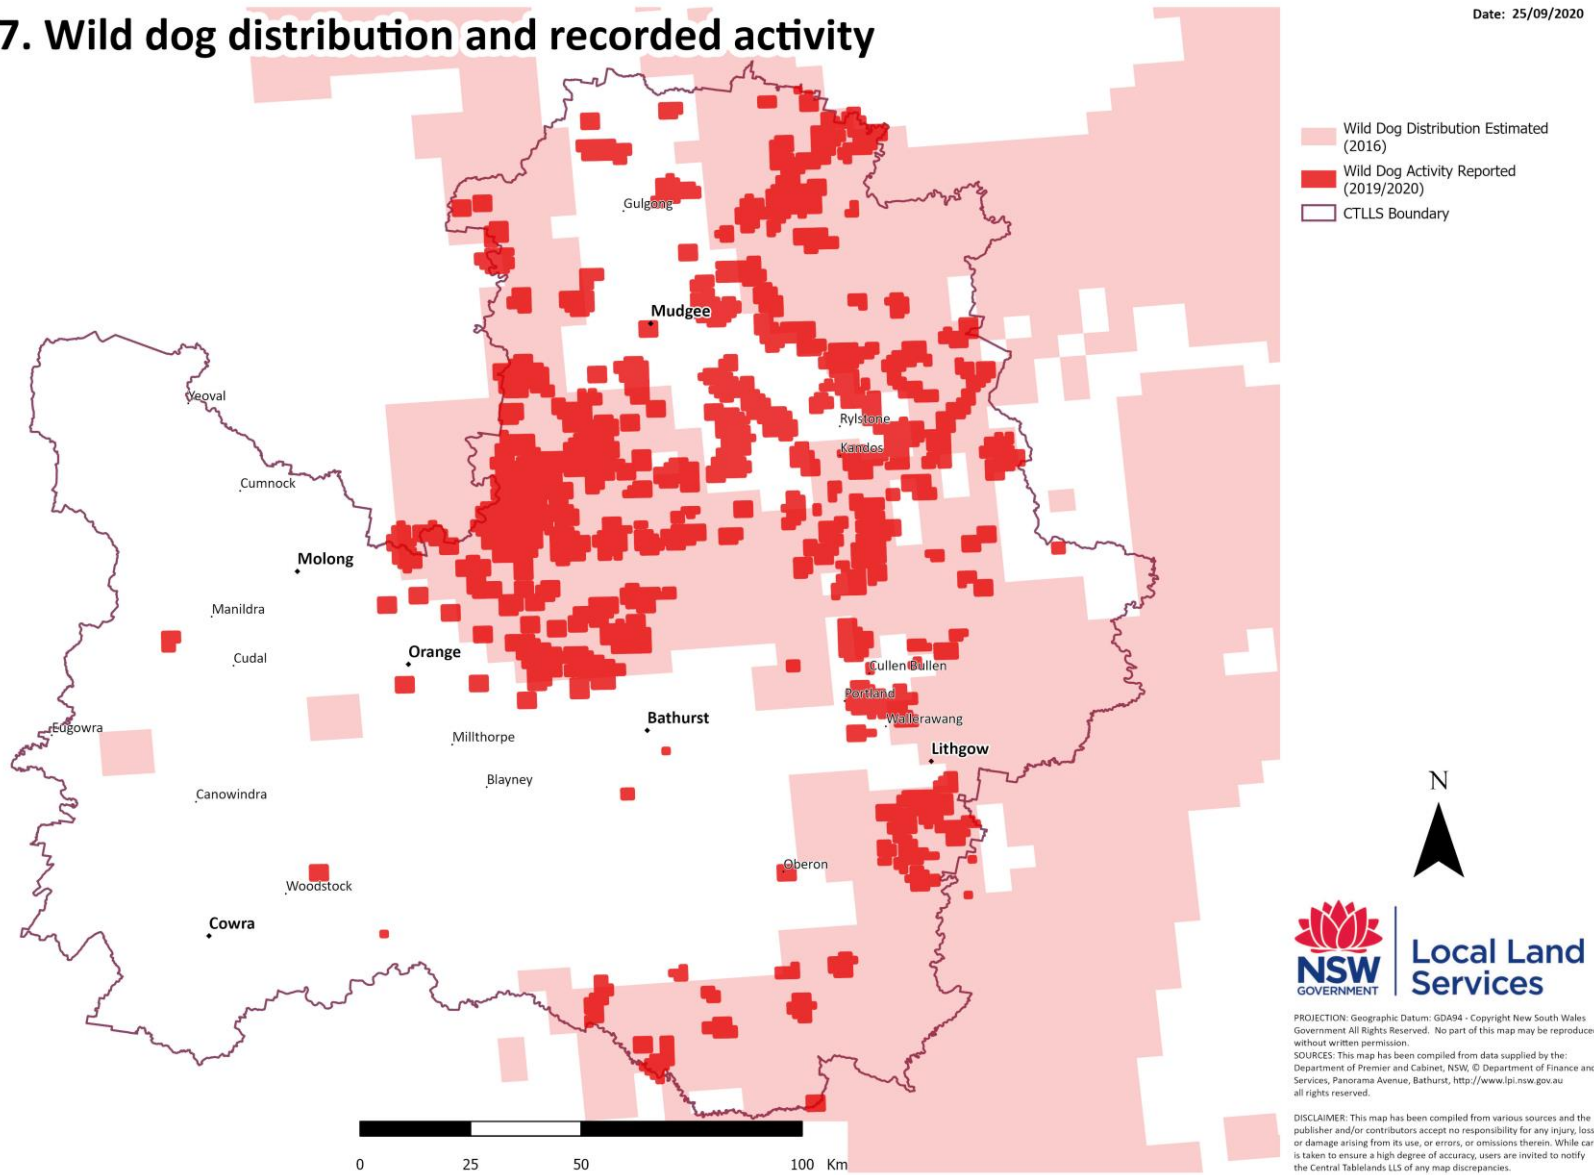 7. Wild dog distribution and recorded activity
Date: 25/09/2020
Wild Dog Distribution Estimated
(2016)
Wild Dog Activity Reported
(2019/2020)
CTLLS Boundary
Gulgong
Mudgee
Yeoval
Rylstone
Kandos
Cumnock
Molong
Manildra
Orange
Cudal
Cullen Bullen
Portland
Eugowra
Bathurst
Wallerawang
Millthorpe
Lithgow
Blayney
Canowindra
Oberon
Woodstock
Cowra
N
NSW
GOVERNMENT
Local Land
Services
PROJECTION: Geographic Datum: GDA94 - Copyright New South Wales
Government All Rights Reserved. No part of this map may be reproduced
without written permission.
SOURCES: This map has been compiled from data supplied by the:
Department of Premier and Cabinet, NSW, © Department of Finance and
Services, Panorama Avenue, Bathurst, http://www.lpi.nsw.gov.au
all rights reserved.
DISCLAIMER: This map has been compiled from various sources and the
publisher and/or contributors accept no responsibility for any injury, loss
or damage arising from its use, or errors, or omissions therein. While car
is taken to ensure a high degree of accuracy, users are invited to notify
the Central Tablelands LLS of any map discrepancies.
0 25 50 100 Km